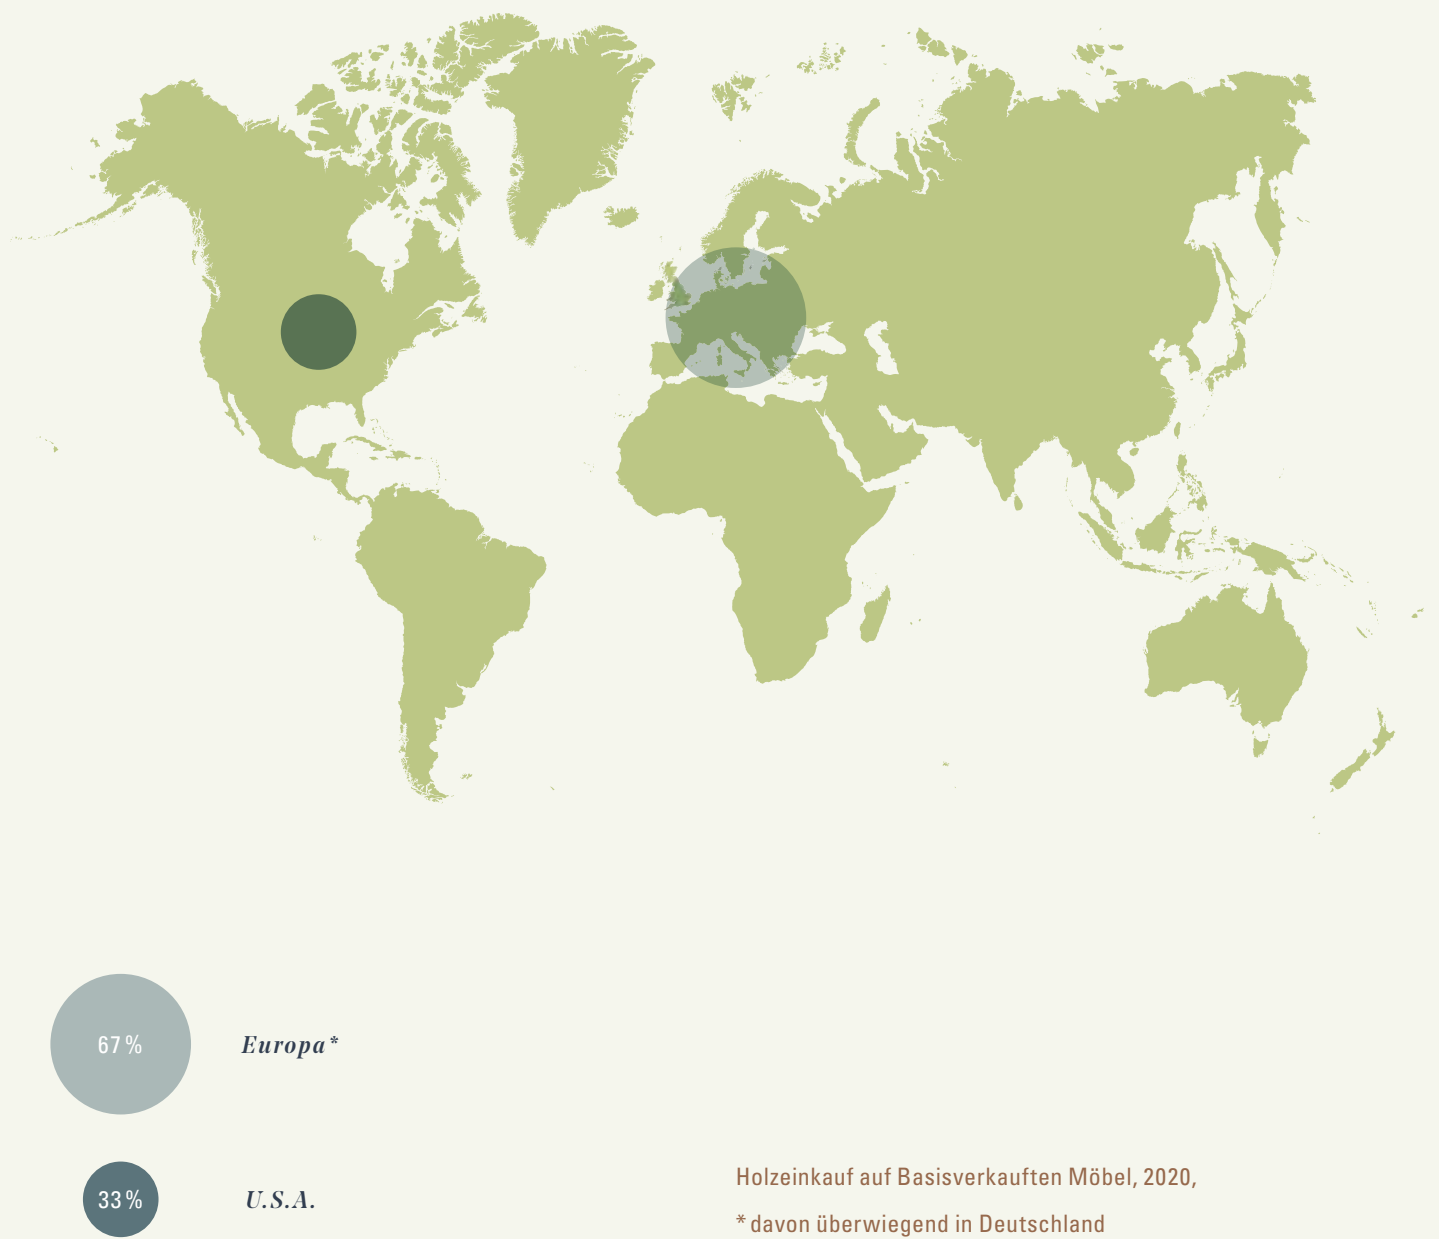 67 %
Europa*
33 %
U.S.A.
Holzeinkauf auf Basisverkauften Möbel, 2020,
* davon überwiegend in Deutschland